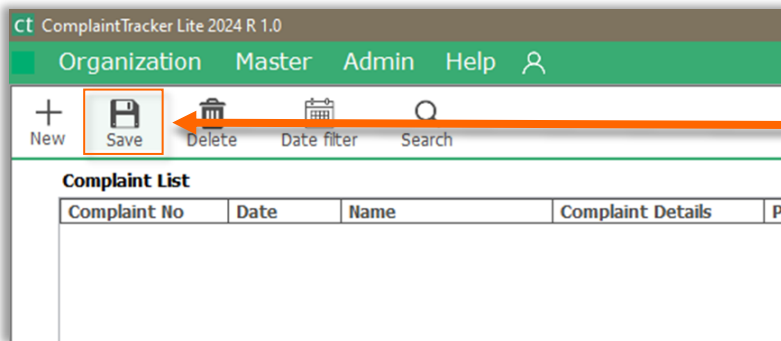 ct ComplaintTracker Lite 2024 R 1.0
Organization Master Admin Help
New Save Delete Date filter Search
Complaint List
Complaint No Date Name Complaint Details P